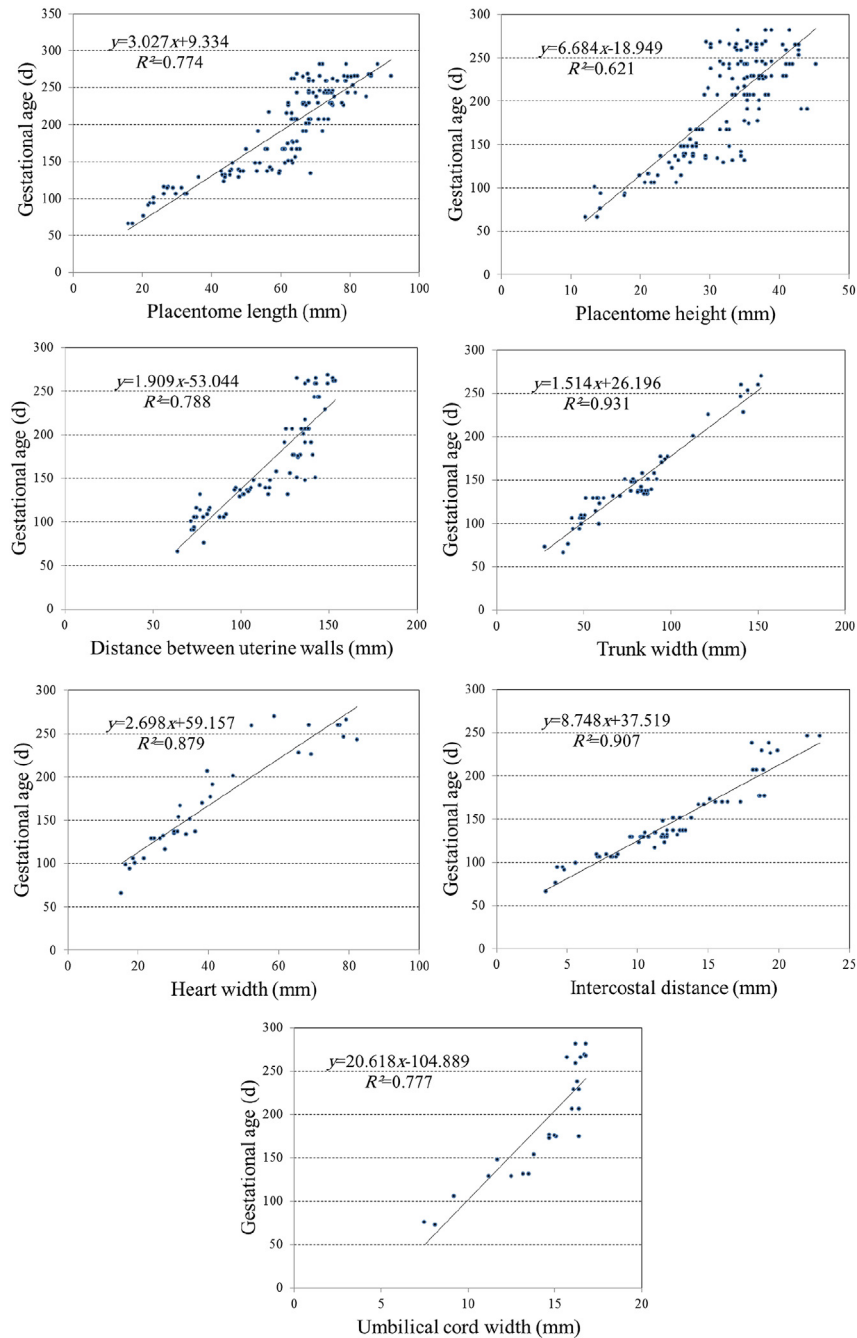 350
300
250
200
150
100
50
0
Gestational age (d)
y=3.027x+9.334
R²=0.774
0 20 40 60 80 100
Placentome length (mm)
300
250
200
150
100
50
0
Gestational age (d)
y=6.684x-18.949
R²=0.621
0 10 20 30 40 50
Placentome height (mm)
300
250
200
150
100
50
0
Gestational age (d)
y=1.909x-53.044
R²=0.788
0 50 100 150 200
Distance between uterine walls (mm)
300
250
200
150
100
50
0
Gestational age (d)
y=1.514x+26.196
R²=0.931
0 50 100 150 200
Trunk width (mm)
300
250
200
150
100
50
0
Gestational age (d)
y=2.698x+59.157
R²=0.879
0 20 40 60 80 100
Heart width (mm)
300
250
200
150
100
50
0
Gestational age (d)
y=8.748x+37.519
R²=0.907
0 5 10 15 20 25
Intercostal distance (mm)
300
250
200
150
100
50
0
Gestational age (d)
y=20.618x-104.889
R²=0.777
0 5 10 15 20
Umbilical cord width (mm)